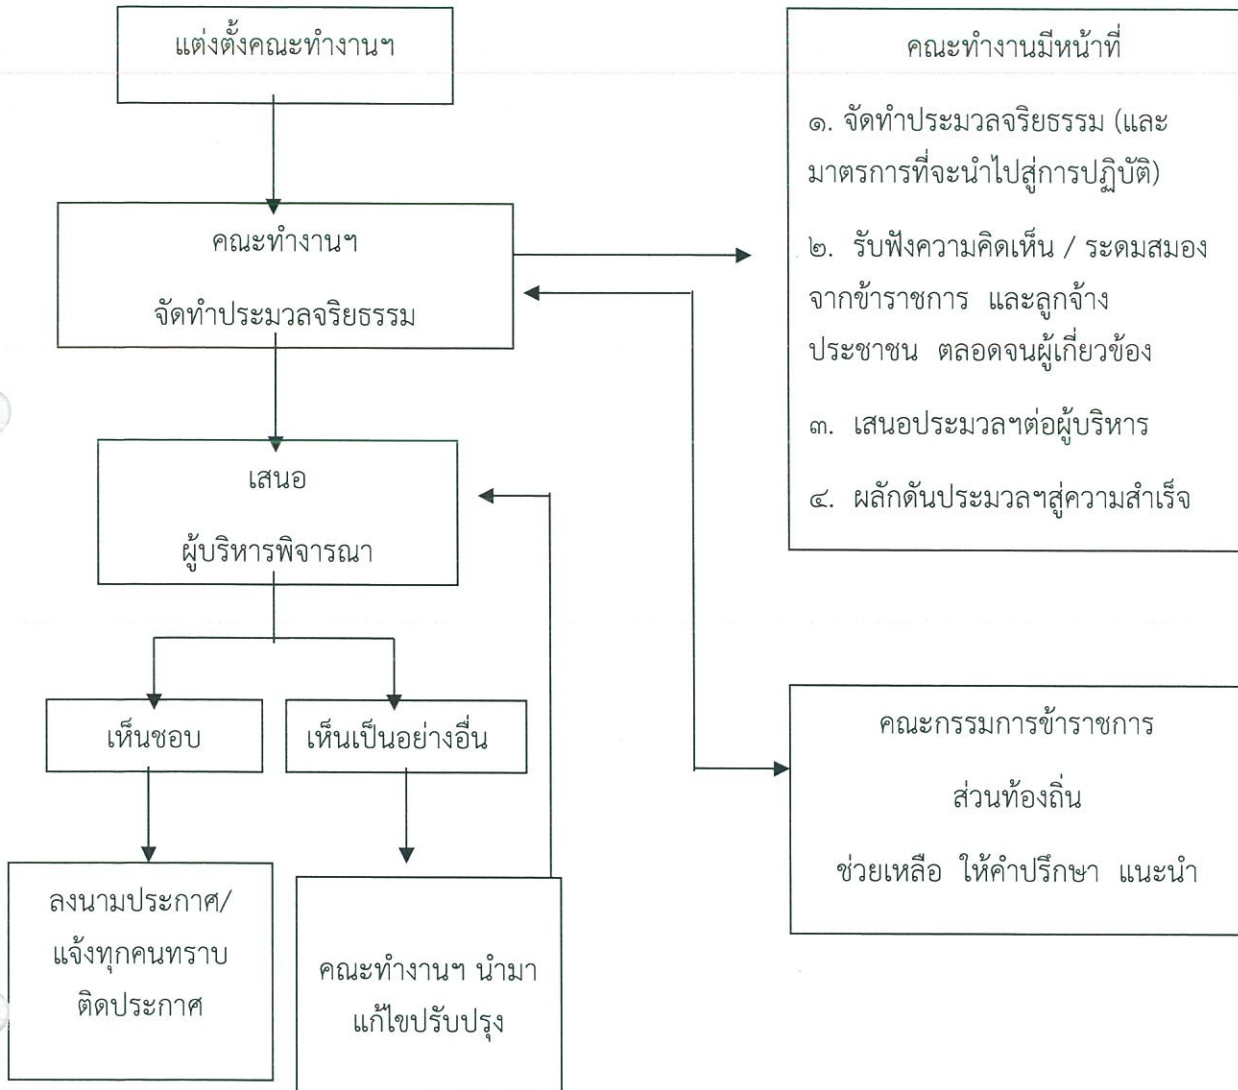 แต่งตั้งคณะทำงานฯ
คณะทำงานฯ
จัดทำประมวลจริยธรรม
เสนอ
ผู้บริหารพิจารณา
เห็นชอบ
เห็นเป็นอย่างอื่น
ลงนามประกาศ/
แจ้งทุกคนทราบ
ติดประกาศ
คณะทำงานฯ นำมา
แก้ไขปรับปรุง
คณะทำงานมีหน้าที่
๑. จัดทำประมวลจริยธรรม (และ
มาตรการที่จะนำไปสู่การปฏิบัติ)
๒. รับฟังความคิดเห็น / ระดมสมอง
จากข้าราชการ และลูกจ้าง
ประชาชน ตลอดจนผู้เกี่ยวข้อง
๓. เสนอประมวลฯต่อผู้บริหาร
๔. ผลักดันประมวลฯสู่ความสำเร็จ
คณะกรรมการข้าราชการ
ส่วนท้องถิ่น
ช่วยเหลือ ให้คำปรึกษา แนะนำ